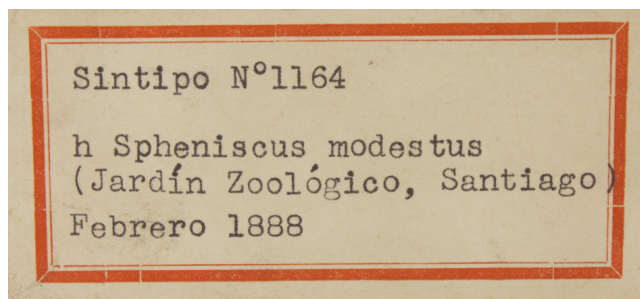 Sintipo N°1164
h Spheniscus modestus
(Jardín Zoológico, Santiago)
Febrero 1888